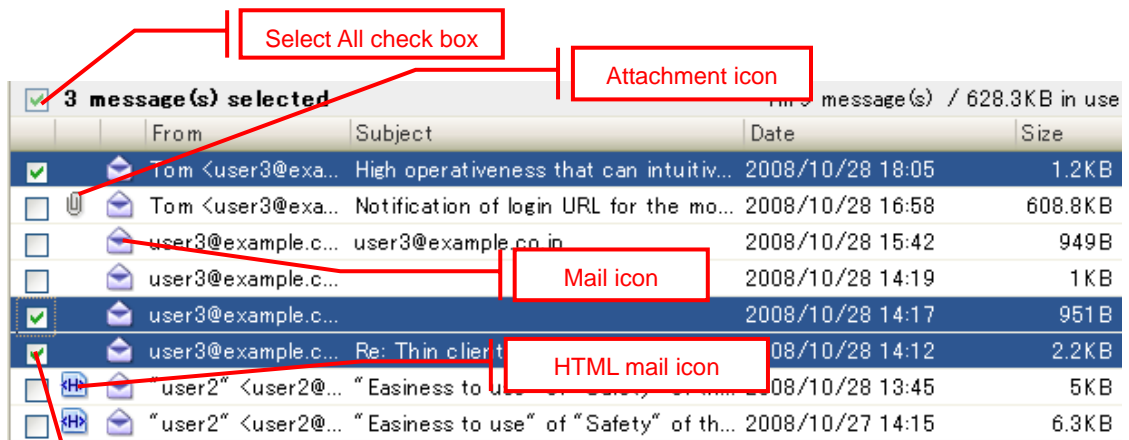 Select All check box
Attachment icon
3 message(s) selected message(s) / 628.3KB in use
From Subject Date Size
Tom <user3@exa... High operativeness that can intuitiv... 2008/10/28 18:05 1.2KB
Tom <user3@exa... Notification of login URL for the mo... 2008/10/28 16:58 608.8KB
user3@example.c... user3@example.co.jp 2008/10/28 15:42 949B
Mail icon
user3@example.c... 2008/10/28 14:19 1KB
user3@example.c... 2008/10/28 14:17 951B
user3@example.c... Re: Thin client 08/10/28 14:12 2.2KB
HTML mail icon
<H> "user2" <user2@... "Easiness to use" of "Safety" of th... 2008/10/28 13:45 5KB
<H> "user2" <user2@... "Easiness to use" of "Safety" of th... 2008/10/27 14:15 6.3KB